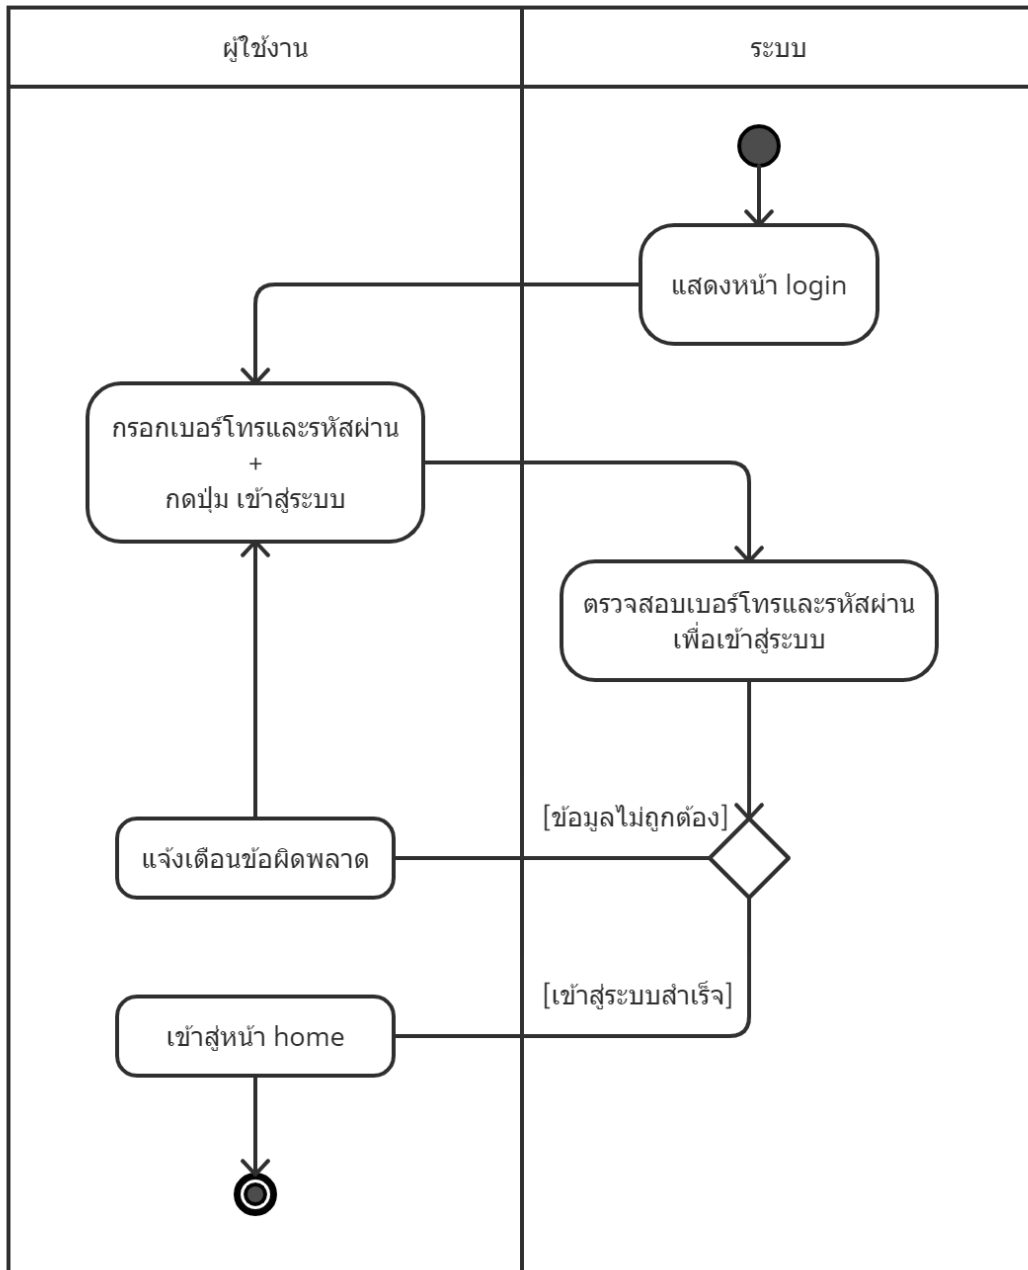 ผู้ใช้งาน
ระบบ
แสดงหน้า login
กรอกเบอร์โทรและรหัสผ่าน
+
กดปุ่ม เข้าสู่ระบบ
ตรวจสอบเบอร์โทรและรหัสผ่าน
เพื่อเข้าสู่ระบบ
[ข้อมูลไม่ถูกต้อง]
แจ้งเตือนข้อผิดพลาด
[เข้าสู่ระบบสำเร็จ]
เข้าสู่หน้า home